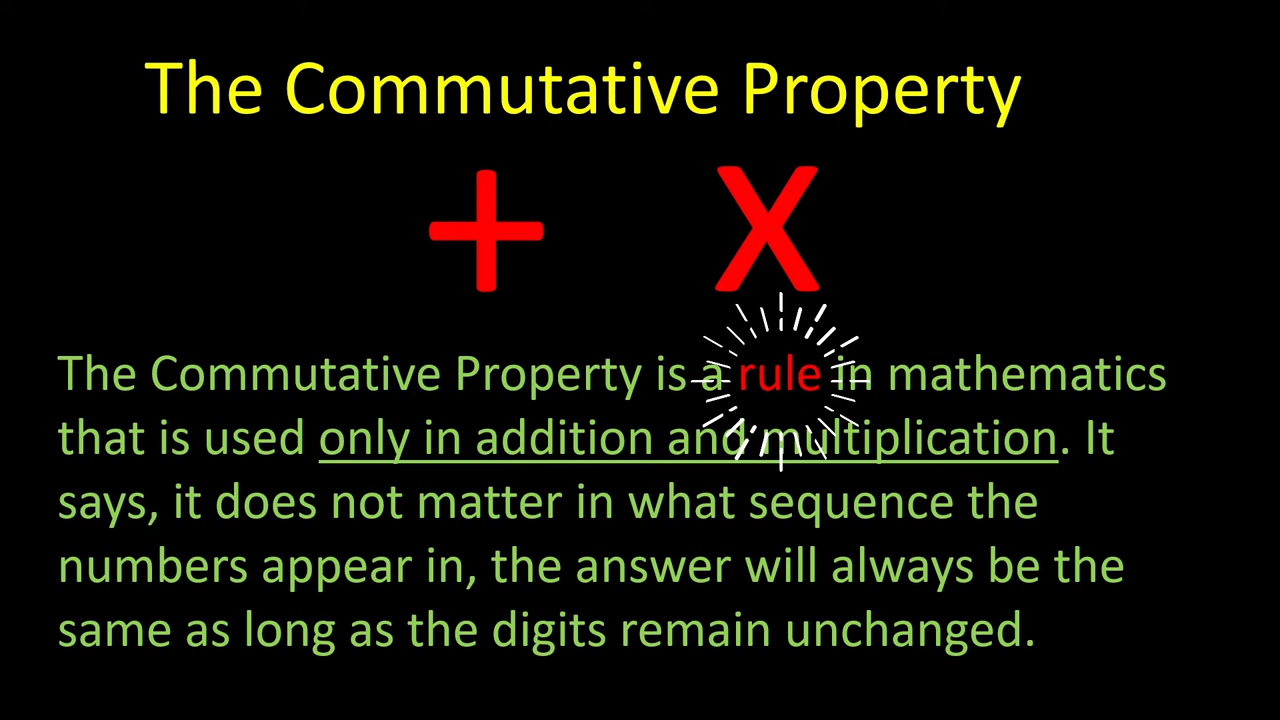 The Commutative Property
+ X
The Commutative Property is a rule in mathematics
that is used only in addition and multiplication. It
says, it does not matter in what sequence the
numbers appear in, the answer will always be the
same as long as the digits remain unchanged.